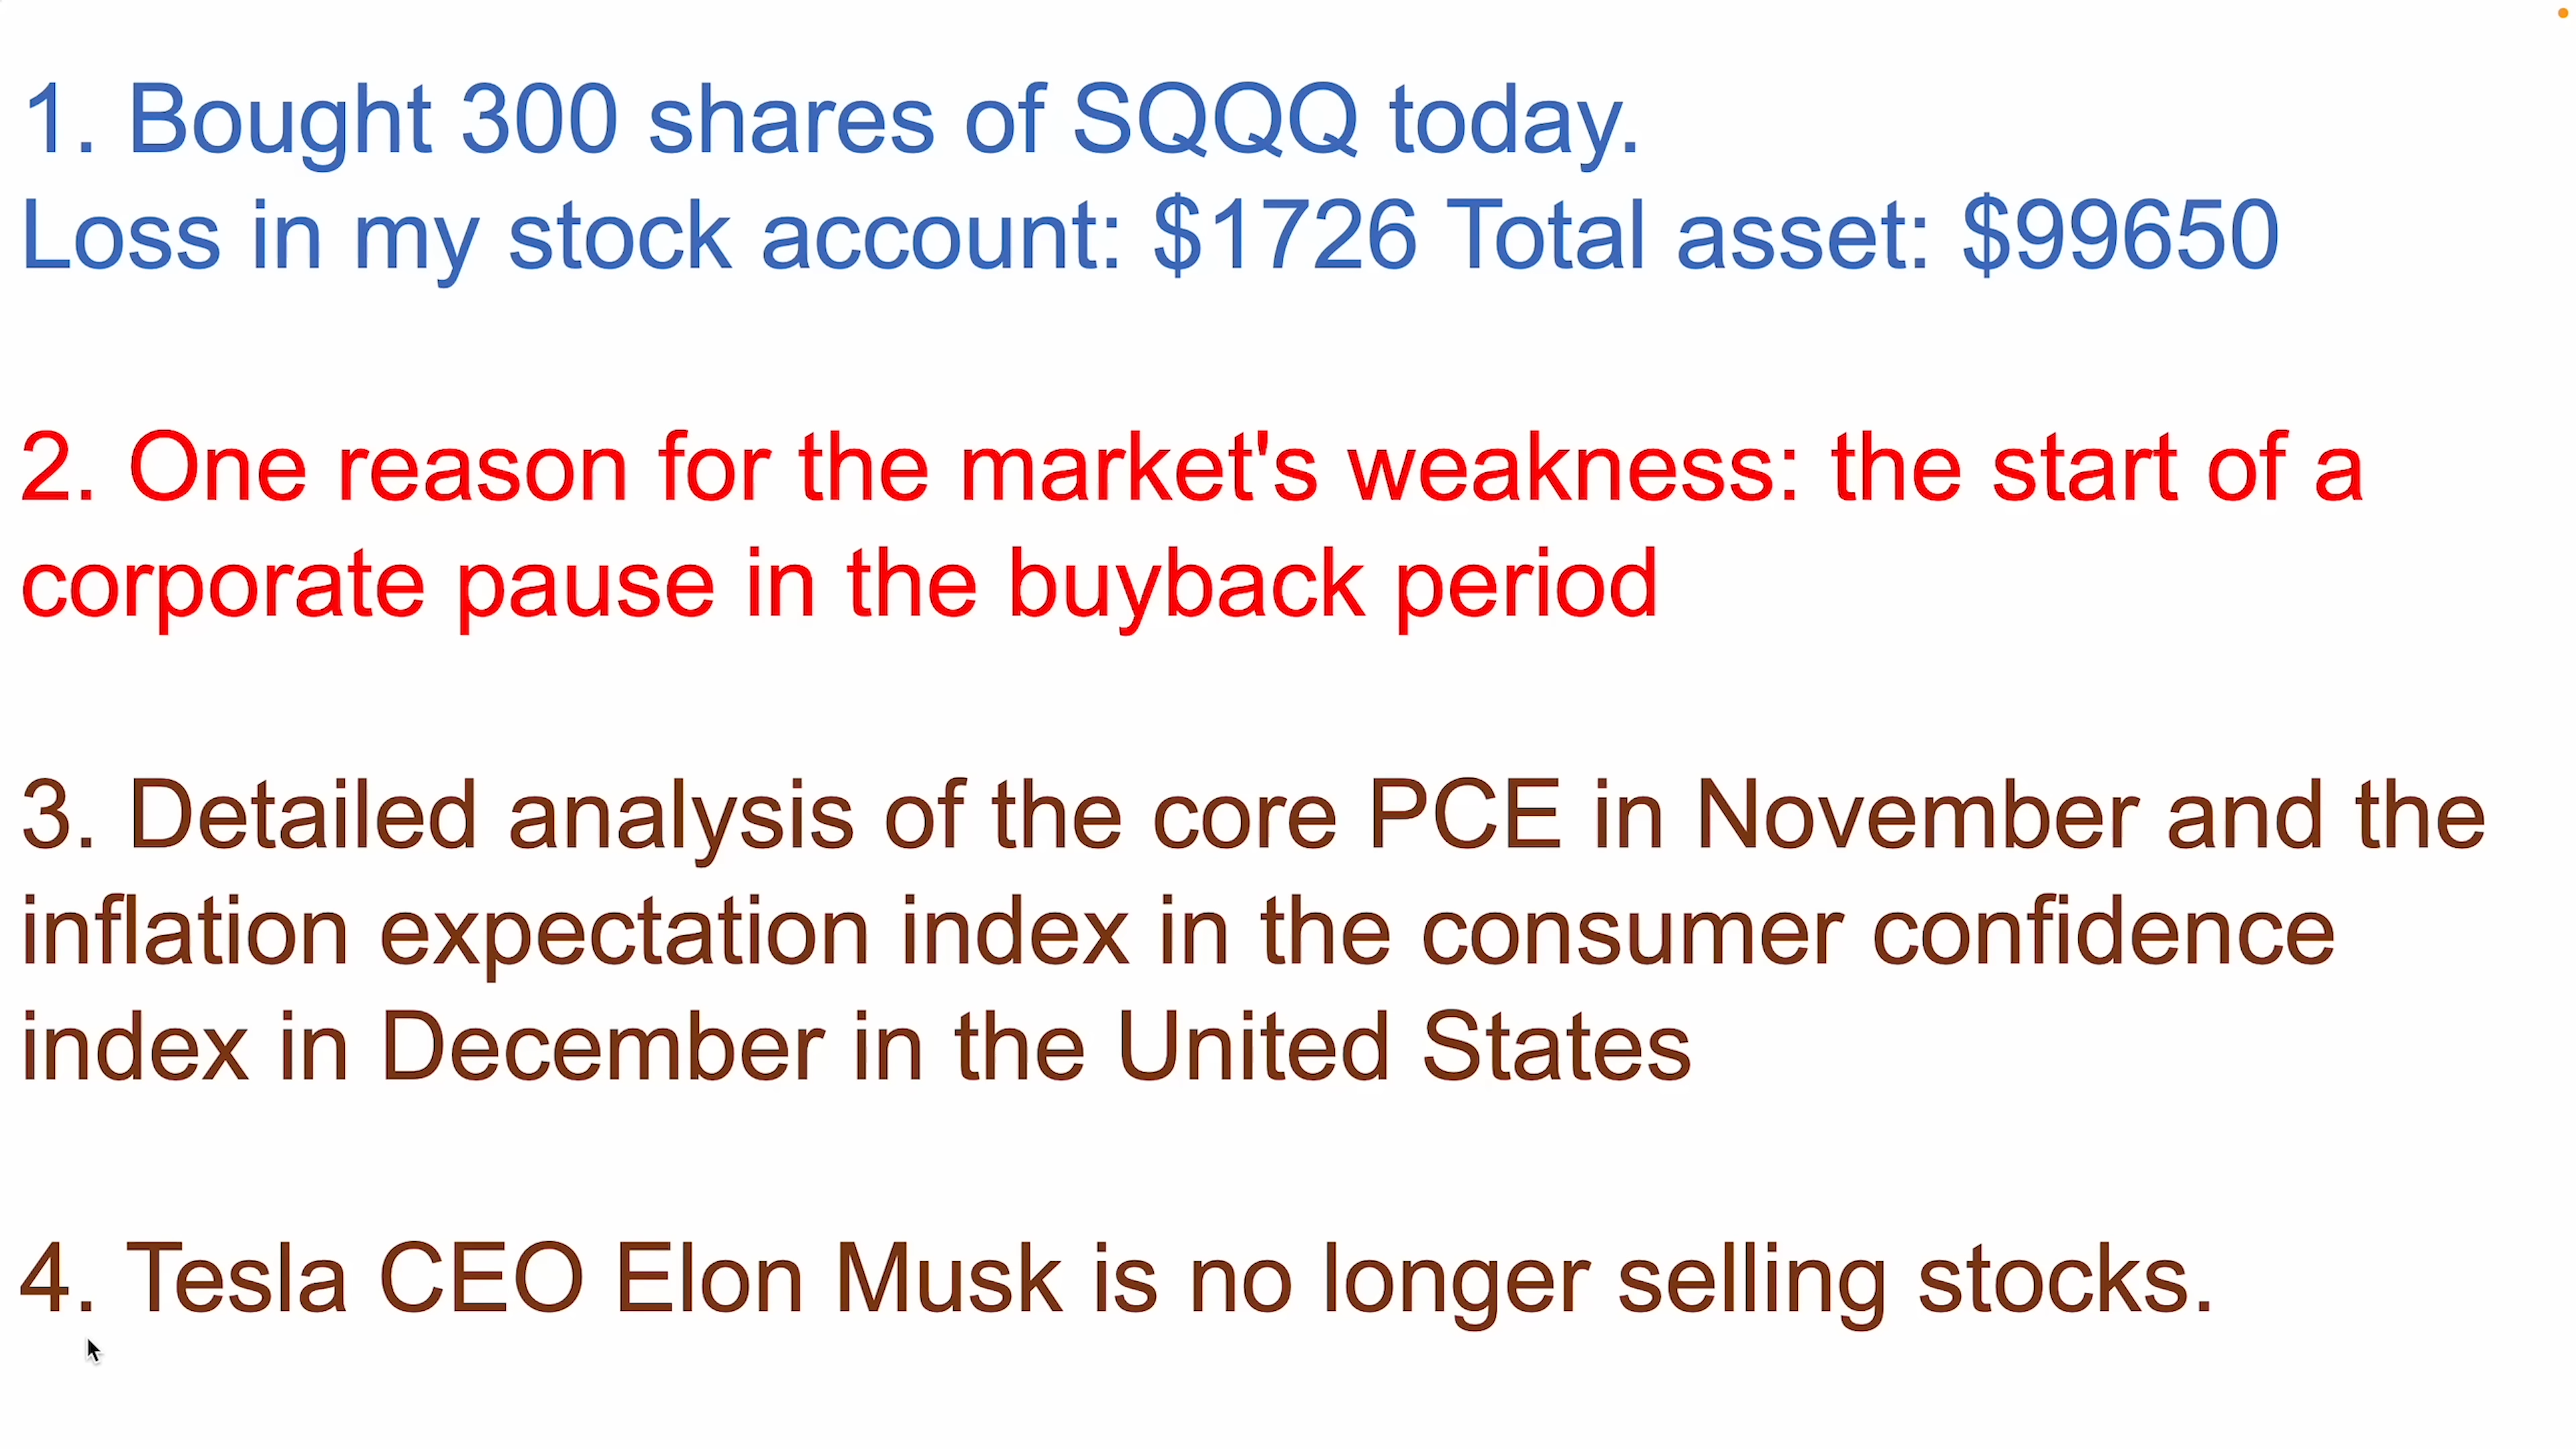 1. Bought 300 shares of SQQQ today.
Loss in my stock account: $1726 Total asset: $99650
2. One reason for the market's weakness: the start of a
corporate pause in the buyback period
3. Detailed analysis of the core PCE in November and the
inflation expectation index in the consumer confidence
index in December in the United States
4. Tesla CEO Elon Musk is no longer selling stocks.